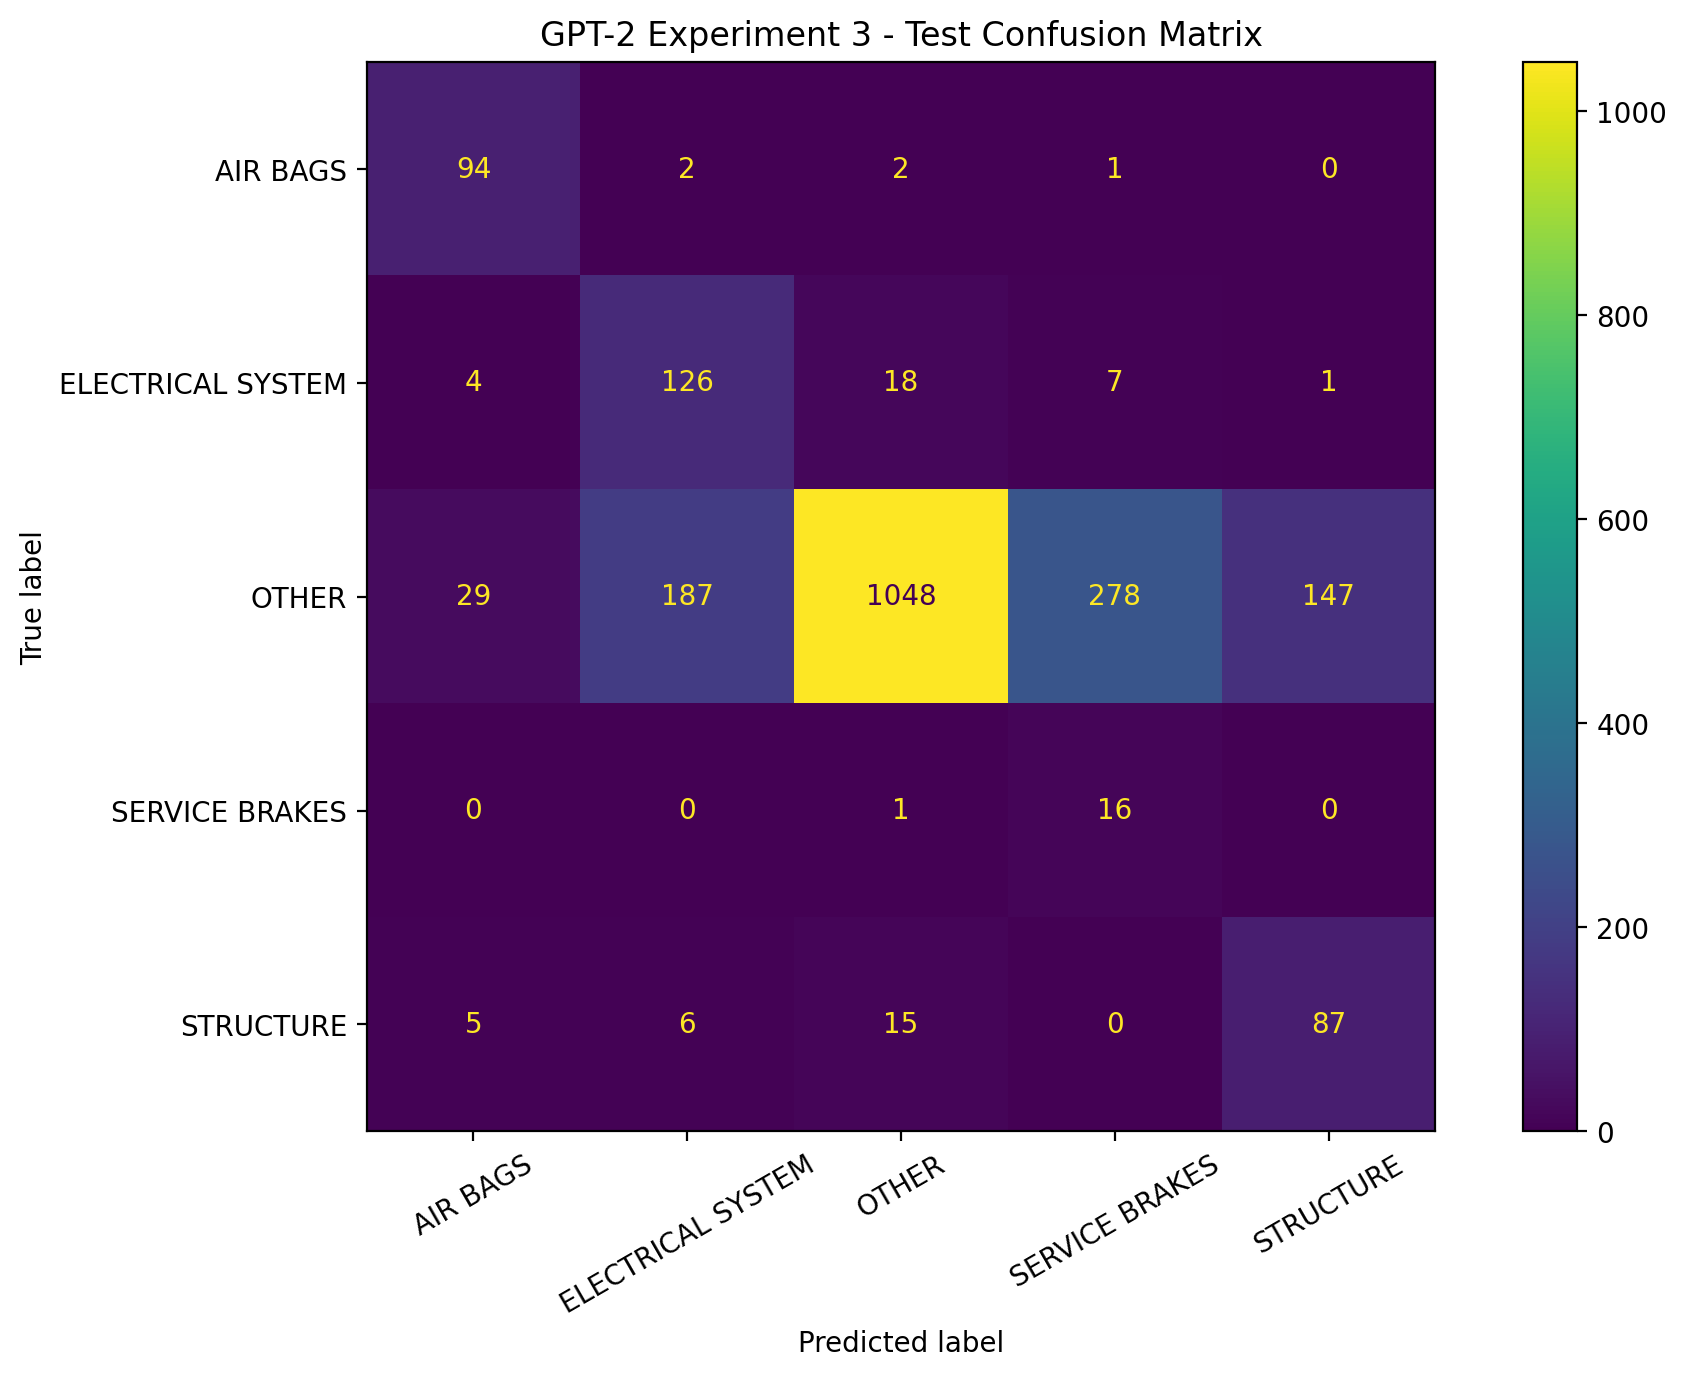 GPT-2 Experiment 3 - Test Confusion Matrix
True label
AIR BAGS 94 2 2 1 0
ELECTRICAL SYSTEM 4 126 18 7 1
OTHER 29 187 1048 278 147
SERVICE BRAKES 0 0 1 16 0
STRUCTURE 5 6 15 0 87
AIR BAGS ELECTRICAL SYSTEM OTHER SERVICE BRAKES STRUCTURE
Predicted label
1000
800
600
400
200
0